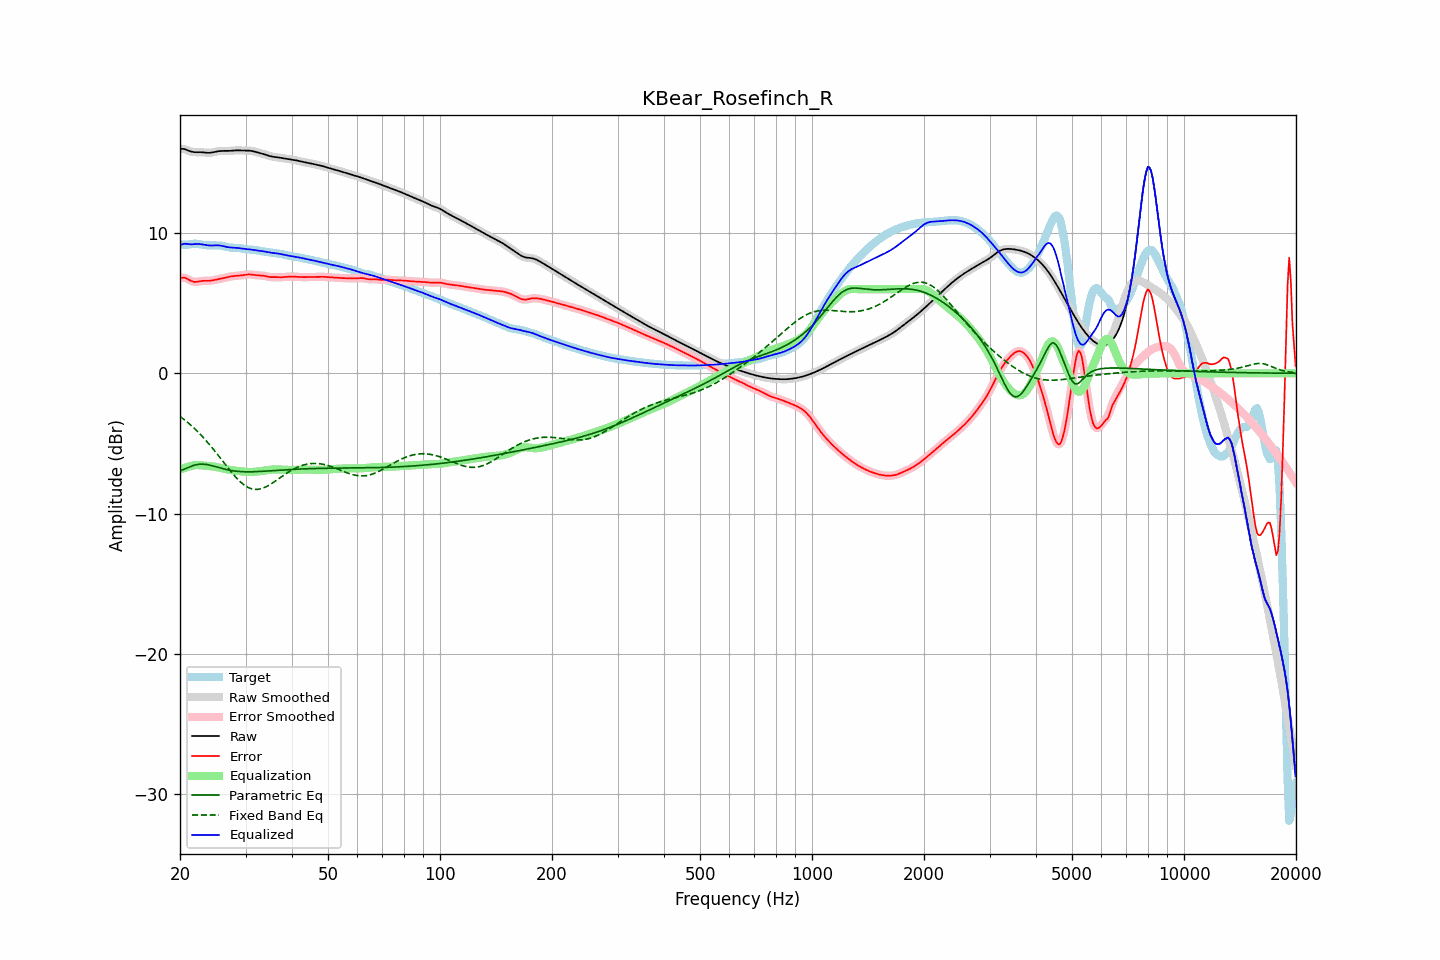 KBear_Rosefinch_R
Amplitude (dBr)
10
0
−10
−20
−30
Target
Raw Smoothed
Error Smoothed
Raw
Error
Equalization
Parametric Eq
Fixed Band Eq
Equalized
20 50 100 200 500 1000 2000 5000 10000 20000
Frequency (Hz)